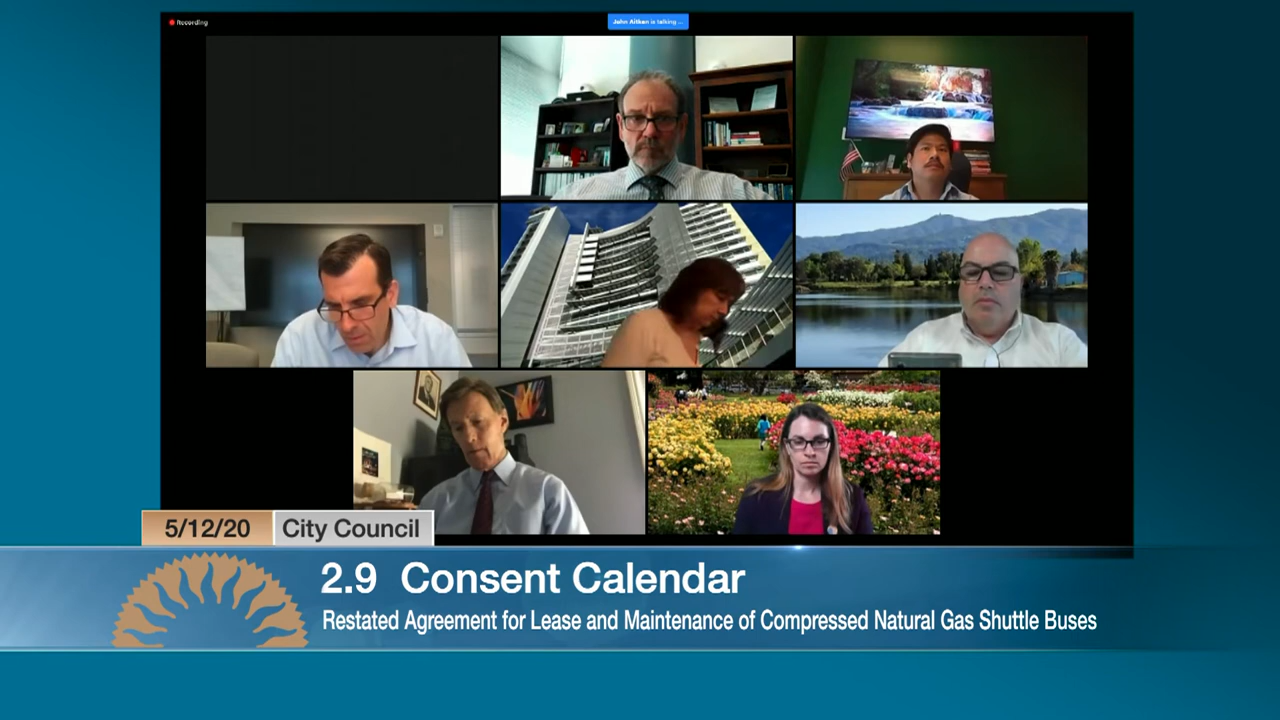 Recording
John Aitken is talking ...
5/12/20 City Council
2.9 Consent Calendar
Restated Agreement for Lease and Maintenance of Compressed Natural Gas Shuttle Buses